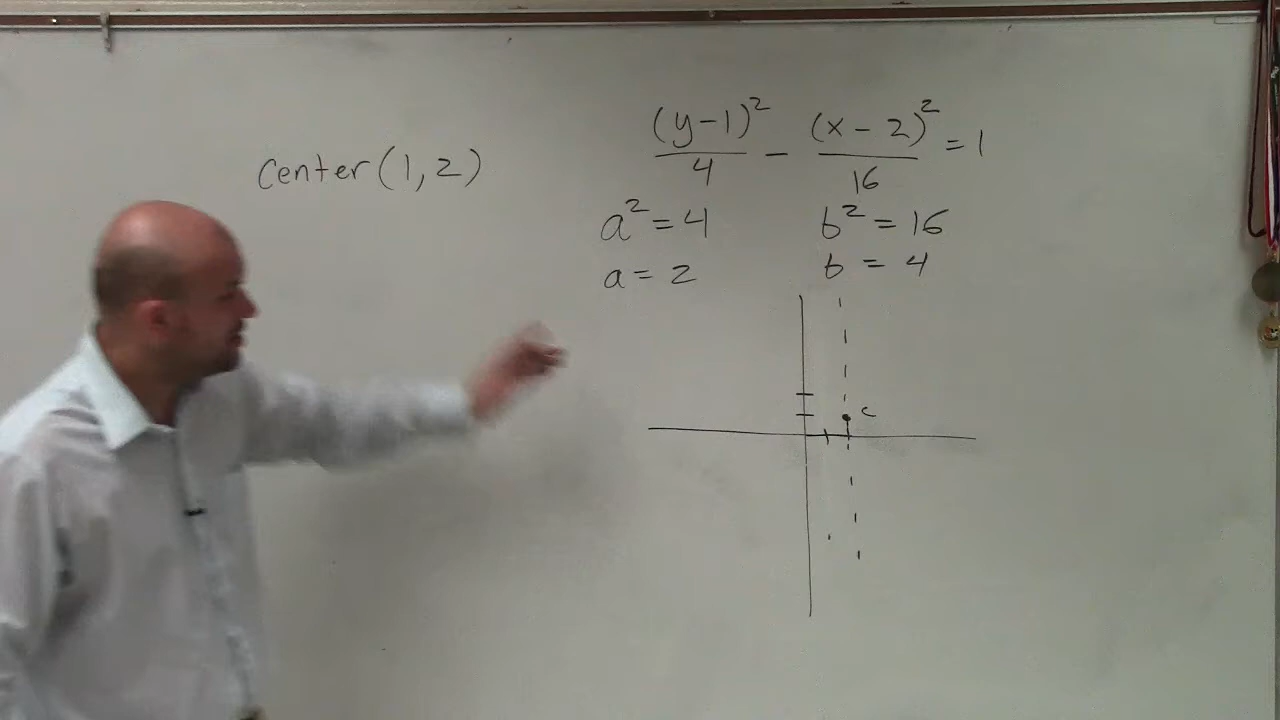 center (1, 2)
(y-1)²/4 - (x-2)²/16 = 1
a² = 4 b² = 16
a = 2 b = 4
c